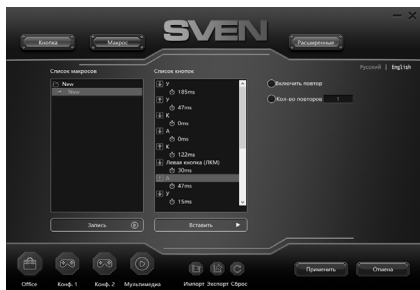 SVEN
Кнопка
Макрос
Расширенные
Русский | English
Список макросов
Список кнопок
New
New
У
185ms
У
47ms
К
0ms
А
0ms
К
122ms
Левая кнопка (ЛКМ)
30ms
А
47ms
У
15ms
Включить повтор
Кол-во повторов 1
Запись
Вставить
Office
Конф. 1
Конф. 2
Мультимедиа
Импорт
Экспорт
Сброс
Применить
Отмена